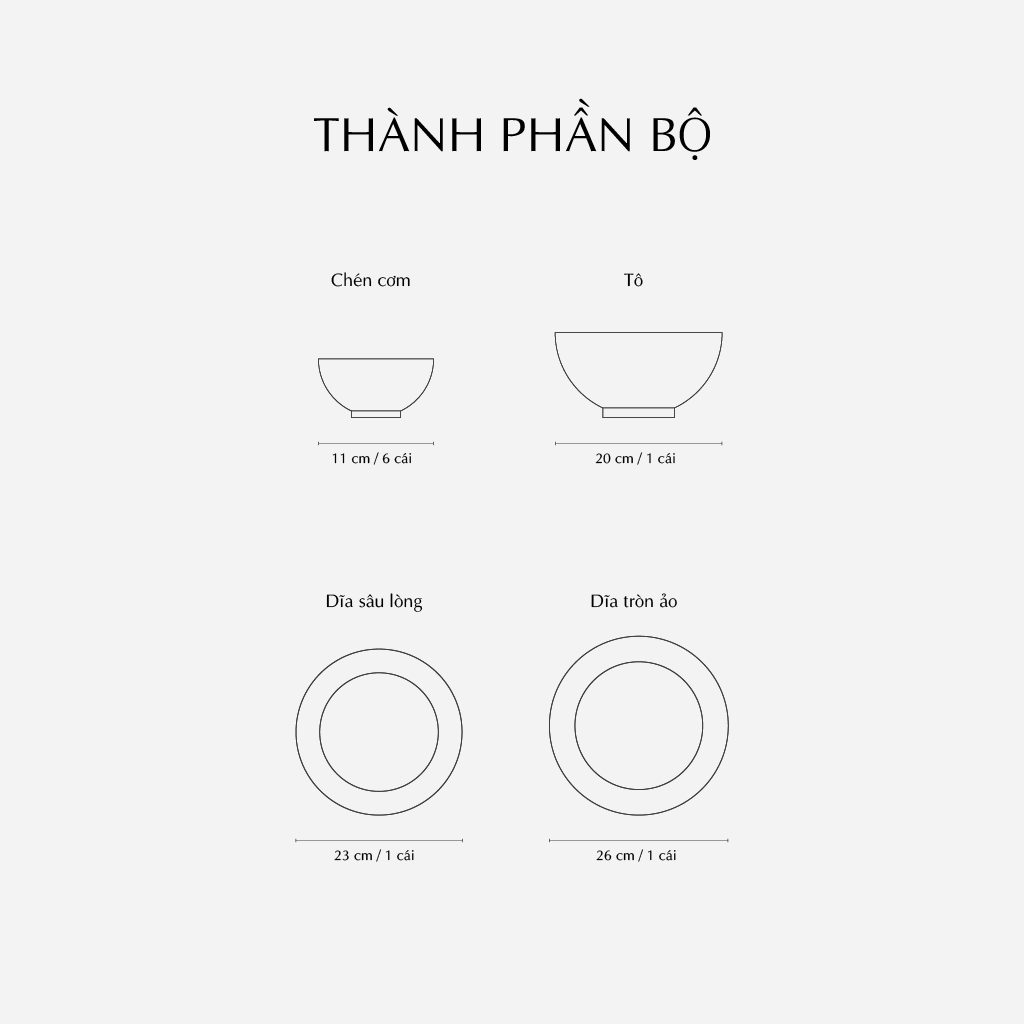 THÀNH PHẦN BỘ
Chén cơm
Tô
11 cm / 6 cái
20 cm / 1 cái
Dĩa sâu lòng
Dĩa tròn ảo
23 cm / 1 cái
26 cm / 1 cái